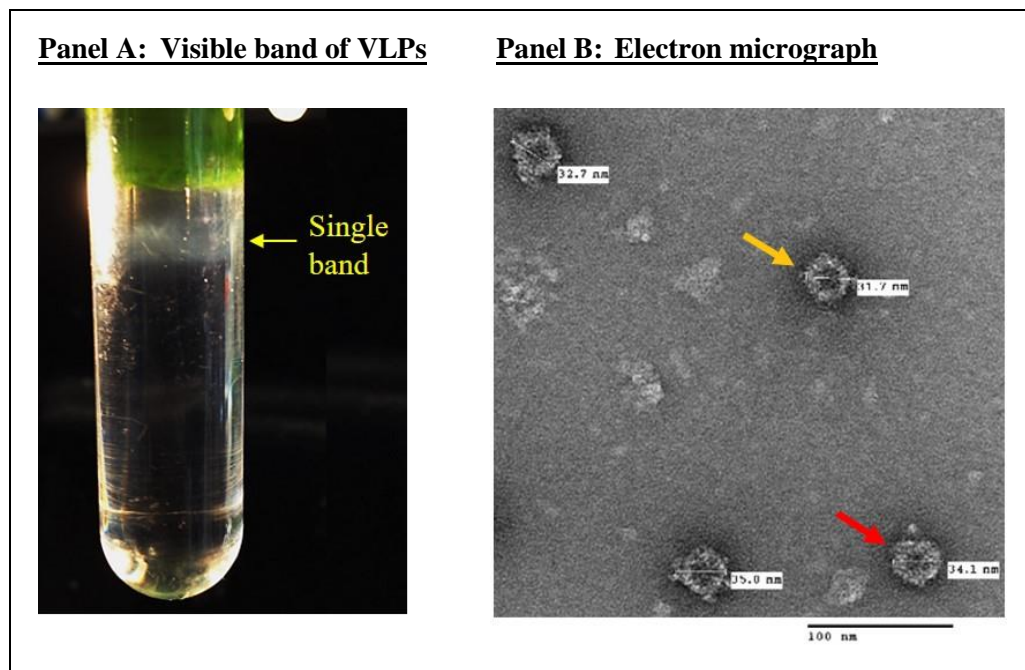 Panel A: Visible band of VLPs
Panel B: Electron micrograph
Single
band
32.7 nm
31.7 nm
35.0 nm
34.1 nm
100 nm